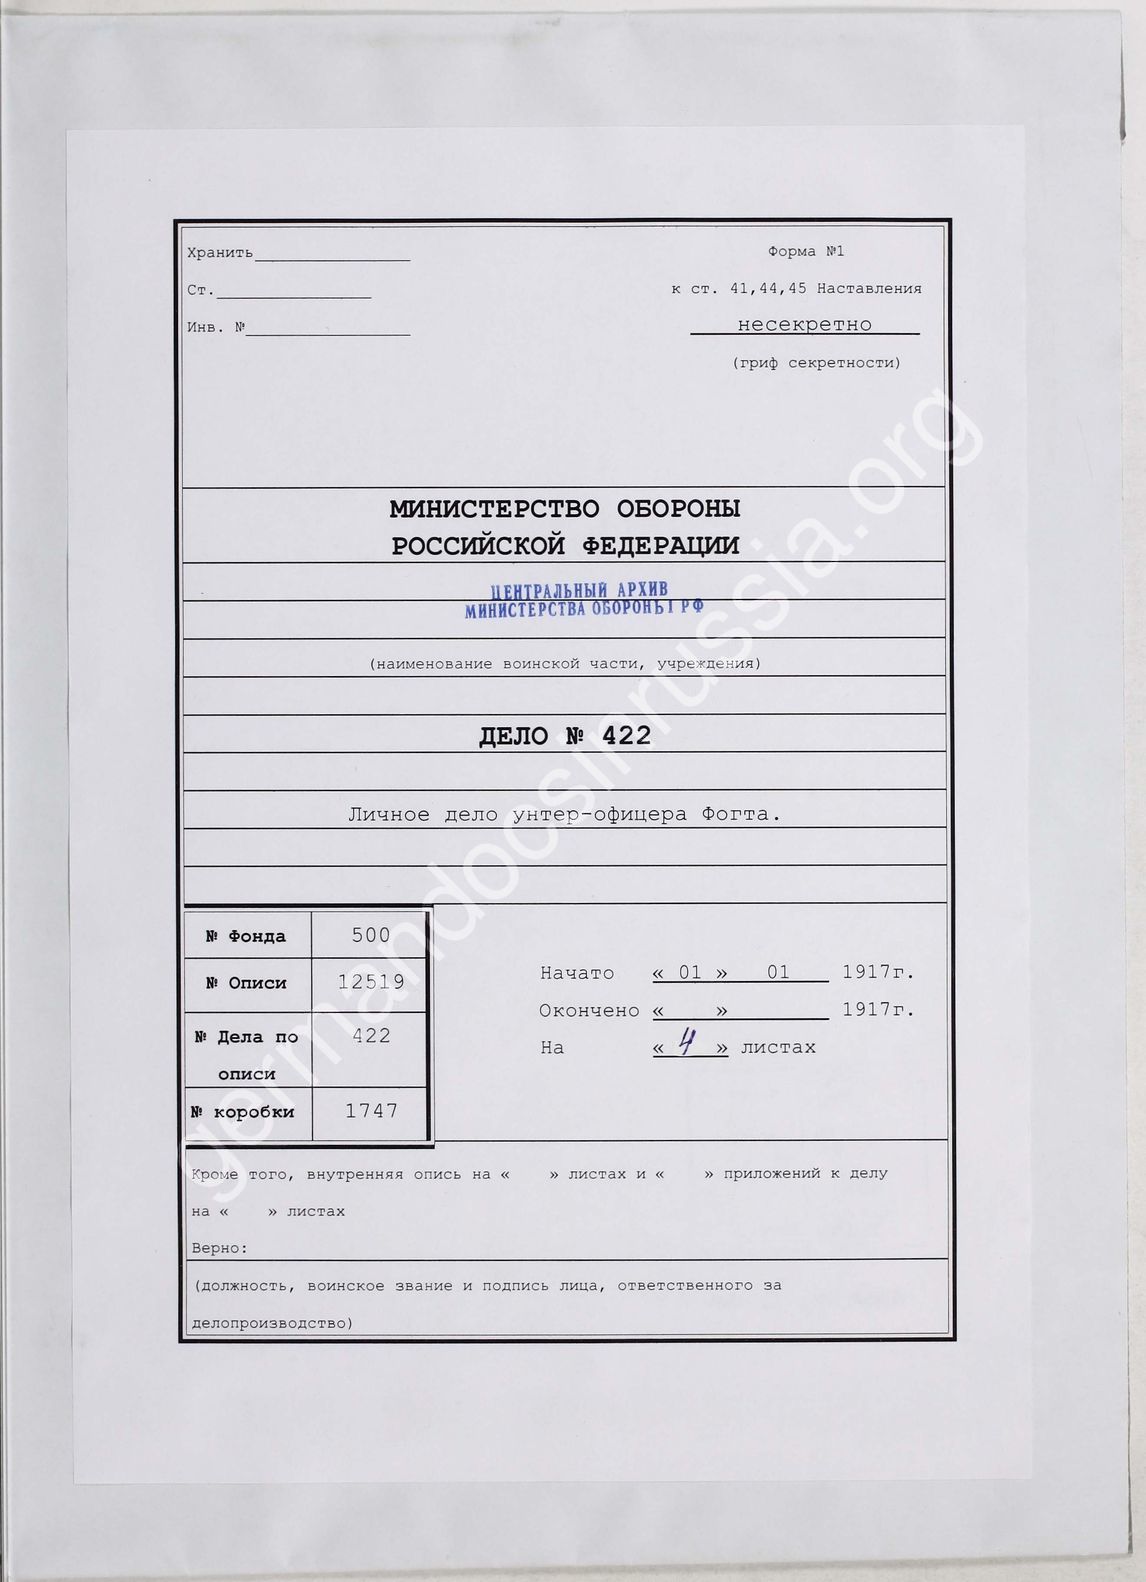 Хранить
Форма №1
Ст.
к ст. 41,44,45 Наставления
Инв. №
несекретно
(гриф секретности)
МИНИСТЕРСТВО ОБОРОНЫ
РОССИЙСКОЙ ФЕДЕРАЦИИ
ЦЕНТРАЛЬНЫЙ АРХИВ
МИНИСТЕРСТВА ОБОРОНЫ РФ
(наименование воинской части, учреждения)
ДЕЛО № 422
Личное дело унтер-офицера Фогта.
№ Фонда 500
№ Описи 12519
№ Дела по описи 422
№ коробки 1747
Начато « 01 » 01 1917г.
Окончено « » 1917г.
На « 4 » листах
Кроме того, внутренняя опись на « » листах и « » приложений к делу
на « » листах
Верно:
(должность, воинское звание и подпись лица, ответственного за
делопроизводство)
germandocsinrussia.org